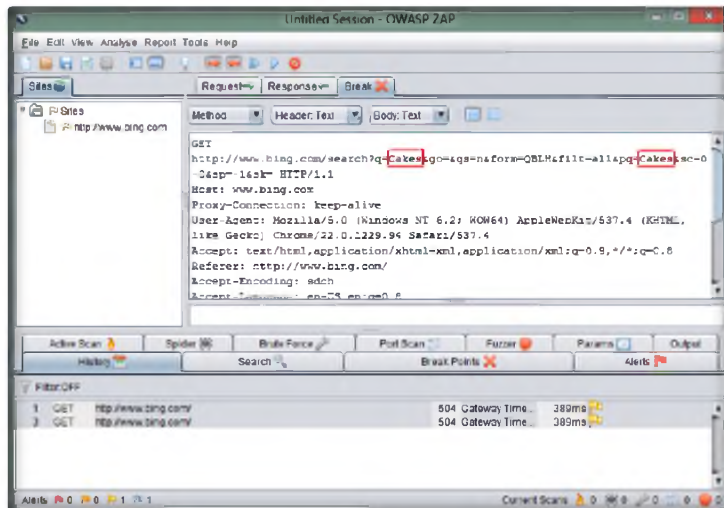 Untitled Session - OWASP ZAP
File Edit View Analyse Report Tools Help
Sites
Request Response Break
Sites
http://www.bing.com
Method Header: Text Body: Text
GET
http://www.bing.com/search?q=Cakes&go=&qs=n&form=QBLH&filt=all&pq=Cakes&sc=0
-0&sp=-1&sk= HTTP/1.1
Host: www.bing.com
Proxy-Connection: keep-alive
User-Agent: Mozilla/5.0 (Windows NT 6.2; WOW64) AppleWebKit/537.4 (KHTML,
like Gecko) Chrome/22.0.1229.94 Safari/537.4
Accept: text/html,application/xhtml+xml,application/xml;q=0.9,*/*;q=0.8
Referer: http://www.bing.com/
Accept-Encoding: sdch
Accept-Language: en-US,en;q=0.8
Active Scan Spider Brute Force Port Scan Fuzzer Params Output
History Search Break Points Alerts
Filter:OFF
1 GET http://www.bing.com/ 504 Gateway Time... 389ms
3 GET http://www.bing.com/ 504 Gateway Time... 389ms
Alerts 0 0 1 1 Current Scans 0 0 0 0 0